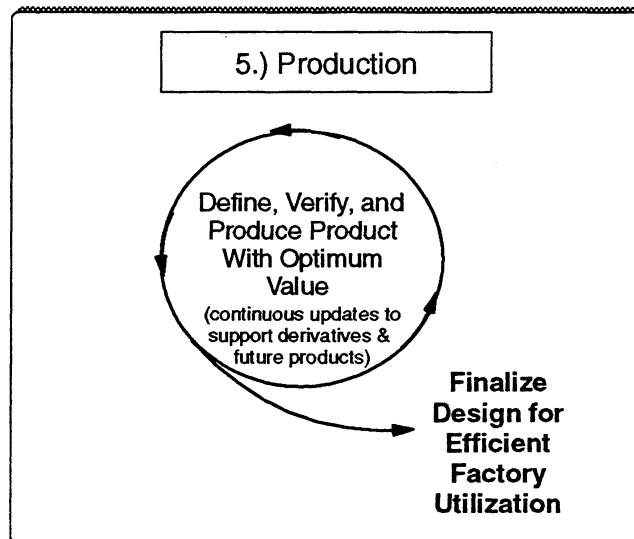 5.) Production
Define, Verify, and
Produce Product
With Optimum
Value
(continuous updates to
support derivatives &
future products)
Finalize
Design for
Efficient
Factory
Utilization